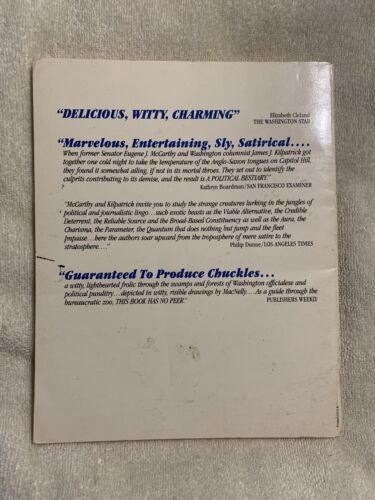 "DELICIOUS, WITTY, CHARMING"
Elizabeth Cleland
THE WASHINGTON STAR
"Marvelous, Entertaining, Sly, Satirical....
When former Senator Eugene J. McCarthy and Washington columnist James J. Kilpatrick got
together one cold night to take the temperature of the Anglo-Saxon tongues on Capitol Hill,
they found it somewhat ailing, if not in its mortal throes. They set out to identify the
culprits contributing to its demise, and the result is A POLITICAL BESTIARY."
Kathryn Boardman/SAN FRANCISCO EXAMINER
"McCarthy and Kilpatrick invite you to study the strange creatures lurking in the jungles of
political and journalistic lingo...such exotic beasts as the Viable Alternative, the Credible
Deterrent, the Reliable Source and the Broad-Based Constituency as well as the Aura, the
Charisma, the Parameter, the Quantum that does nothing but jump and the fleet
Impasse...here the authors soar upward from the troposphere of mere satire to the
stratosphere...."
Philip Dunne/LOS ANGELES TIMES
"Guaranteed To Produce Chuckles...
a witty, lighthearted frolic through the swamps and forests of Washington officialese and
political punditry...depicted in witty, risible drawings by MacNelly....As a guide through the
bureaucratic zoo, THIS BOOK HAS NO PEER."
PUBLISHERS WEEKLY